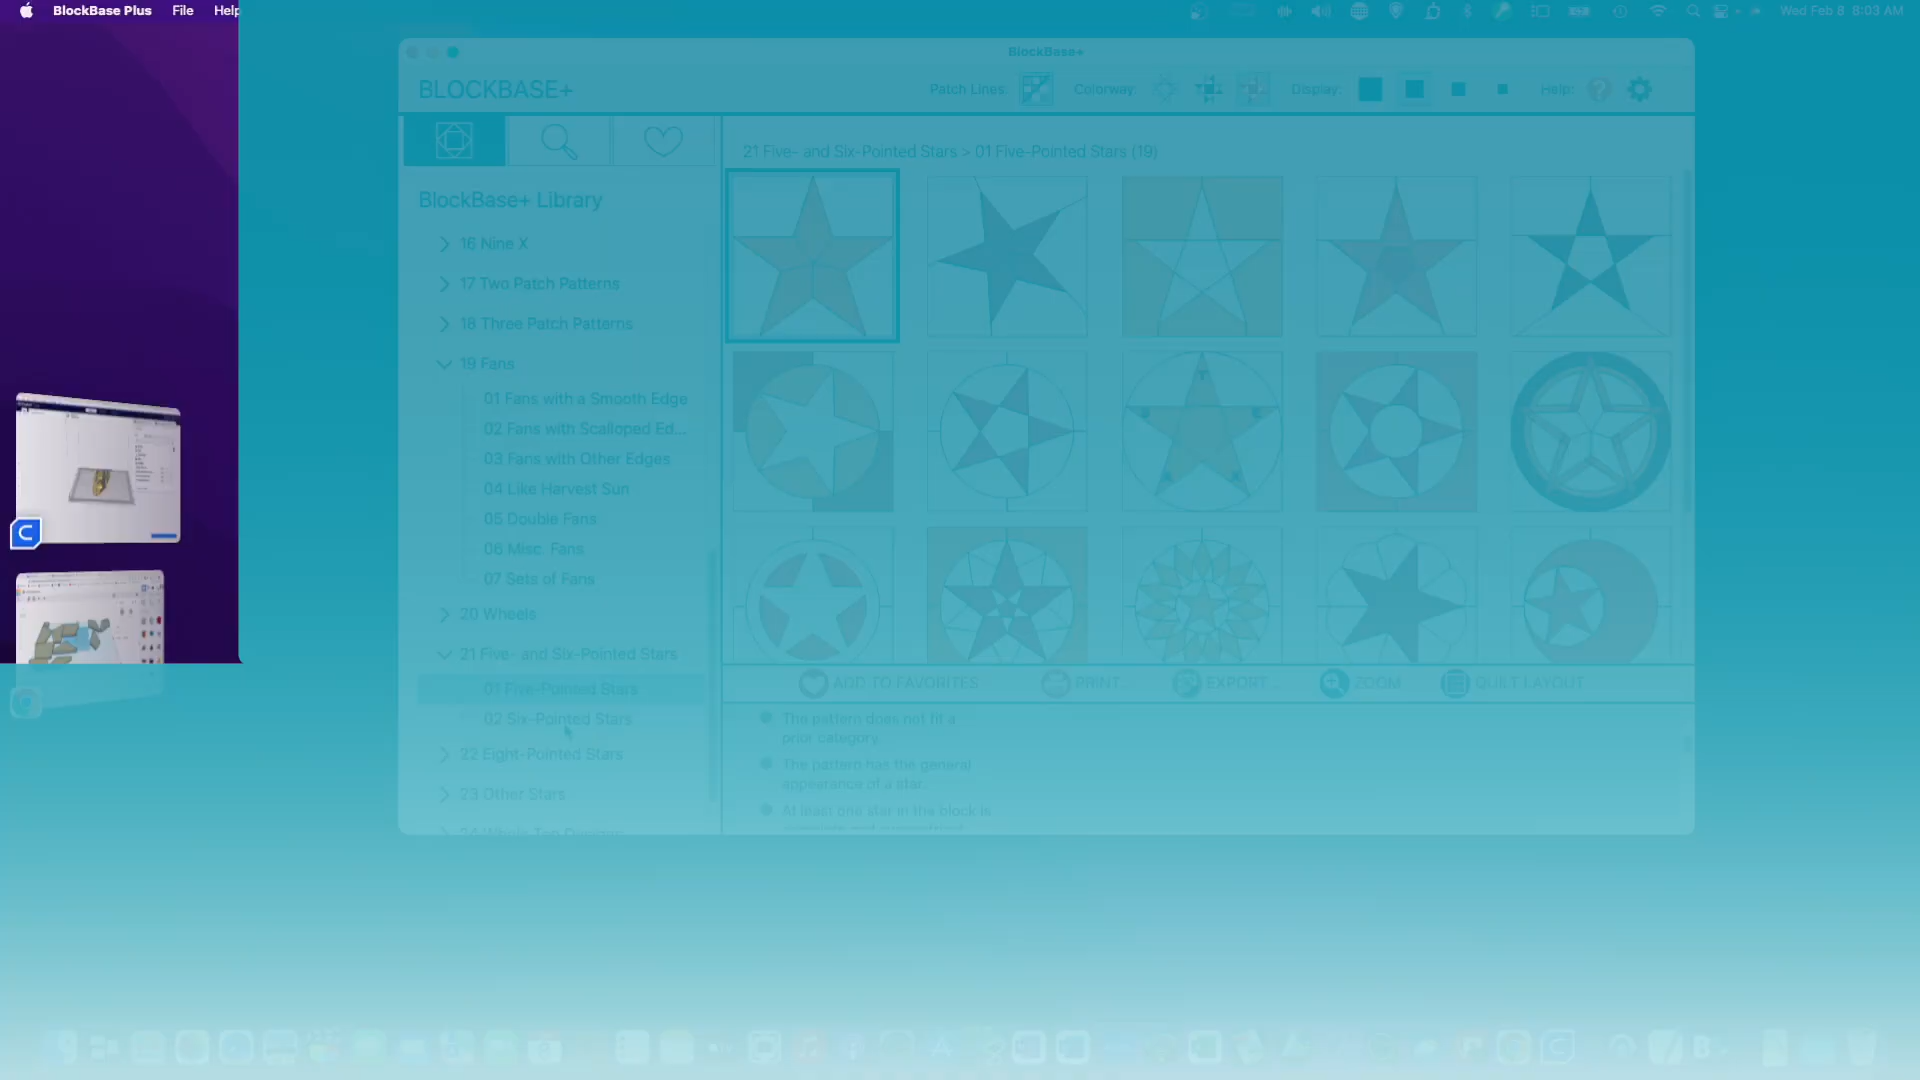 BlockBase Plus File Help
Wed Feb 8 8:03 AM
BlockBase+
BLOCKBASE+
Patch Lines: Colorway: Display: Help:
21 Five- and Six-Pointed Stars > 01 Five-Pointed Stars (19)
BlockBase+ Library
16 Nine X
17 Two Patch Patterns
18 Three Patch Patterns
19 Fans
01 Fans with a Smooth Edge
02 Fans with Scalloped Ed...
03 Fans with Other Edges
04 Like Harvest Sun
05 Double Fans
06 Misc. Fans
07 Sets of Fans
20 Wheels
21 Five- and Six-Pointed Stars
01 Five-Pointed Stars
02 Six-Pointed Stars
22 Eight-Pointed Stars
23 Other Stars
ADD TO FAVORITES PRINT... EXPORT... ZOOM QUILT LAYOUT
The pattern does not fit a
prior category
The pattern has the general
appearance of a star
At least one star in the block is